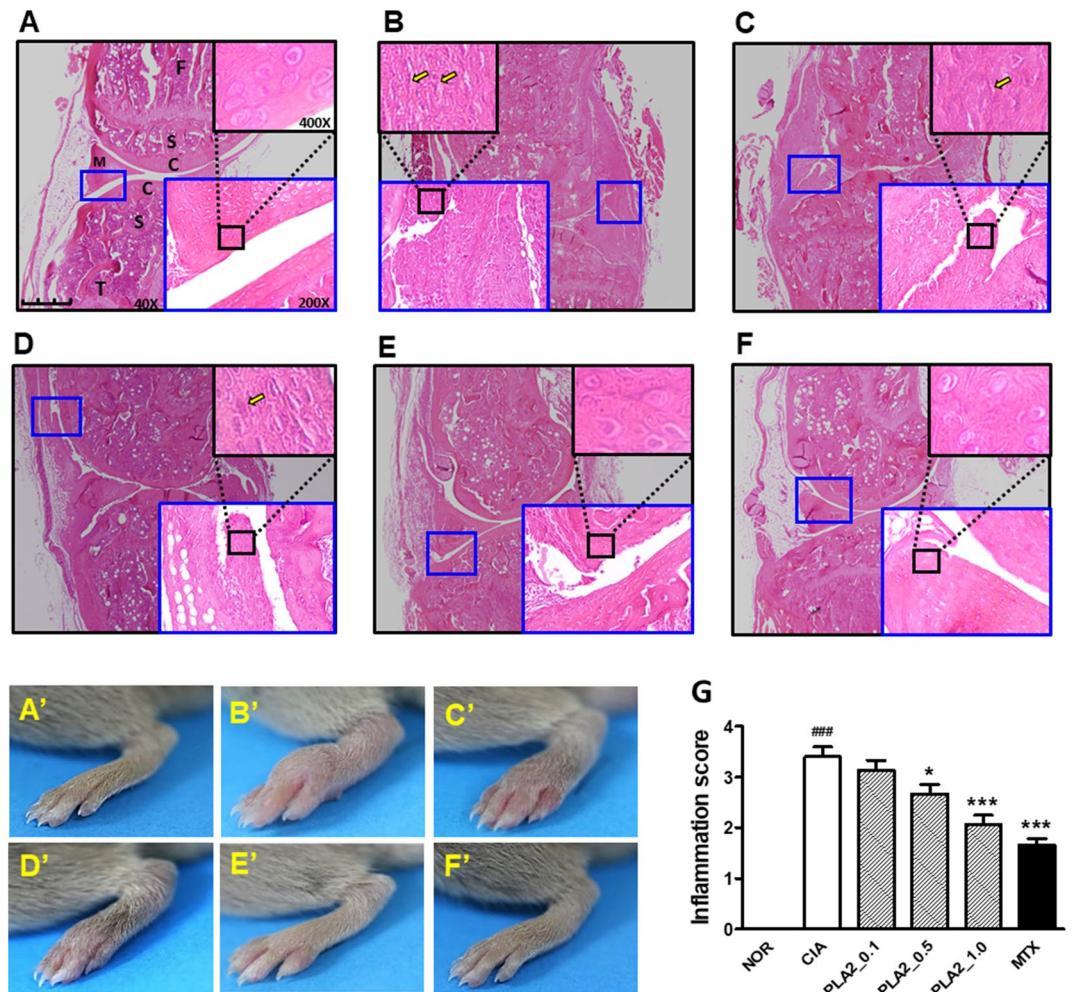 A
B
C
F
S
C
M
C
S
T
400X
40X
200X
D
E
F
A’
B’
C’
D’
E’
F’
G
Inflammation score
4
3
2
1
0
###
*
***
***
NOR
CIA
PLA2_0.1
PLA2_0.5
PLA2_1.0
MTX